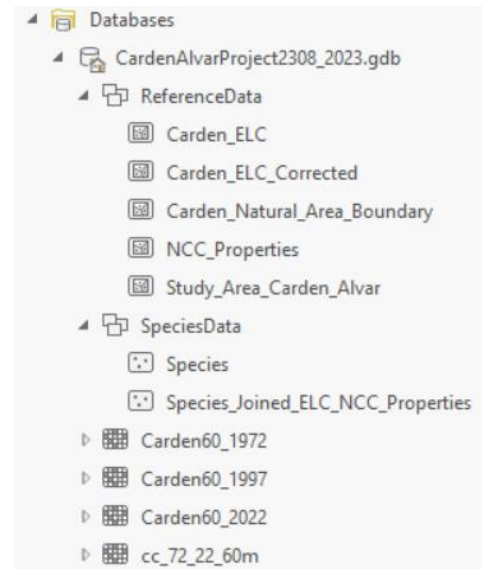 Databases
CardenAlvarProject2308_2023.gdb
ReferenceData
Carden_ELC
Carden_ELC_Corrected
Carden_Natural_Area_Boundary
NCC_Properties
Study_Area_Carden_Alvar
SpeciesData
Species
Species_Joined_ELC_NCC_Properties
Carden60_1972
Carden60_1997
Carden60_2022
cc_72_22_60m